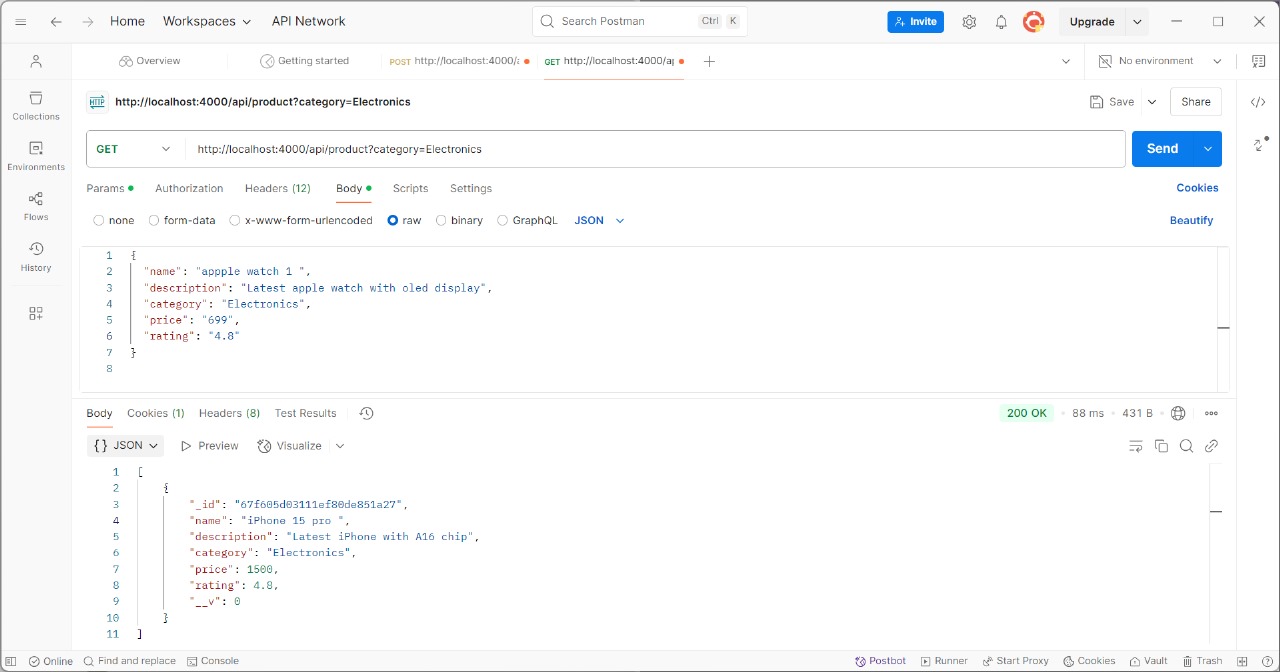 Home Workspaces API Network Search Postman Ctrl K Invite Upgrade
Overview Getting started POST http://localhost:4000/a GET http://localhost:4000/ap No environment
HTTP http://localhost:4000/api/product?category=Electronics Save Share
Collections
GET http://localhost:4000/api/product?category=Electronics Send
Environments
Params Authorization Headers (12) Body Scripts Settings Cookies
Flows
none form-data x-www-form-urlencoded raw binary GraphQL JSON Beautify
History
1 {
2 "name": "appple watch 1 ",
3 "description": "Latest apple watch with oled display",
4 "category": "Electronics",
5 "price": "699",
6 "rating": "4.8"
7 }
8
Body Cookies (1) Headers (8) Test Results 200 OK 88 ms 431 B
{} JSON Preview Visualize
1 [
2 {
3 "_id": "67f605d03111ef80de851a27",
4 "name": "iPhone 15 pro ",
5 "description": "Latest iPhone with A16 chip",
6 "category": "Electronics",
7 "price": 1500,
8 "rating": 4.8,
9 "__v": 0
10 }
11 ]
Online Find and replace Console Postbot Runner Start Proxy Cookies Vault Trash